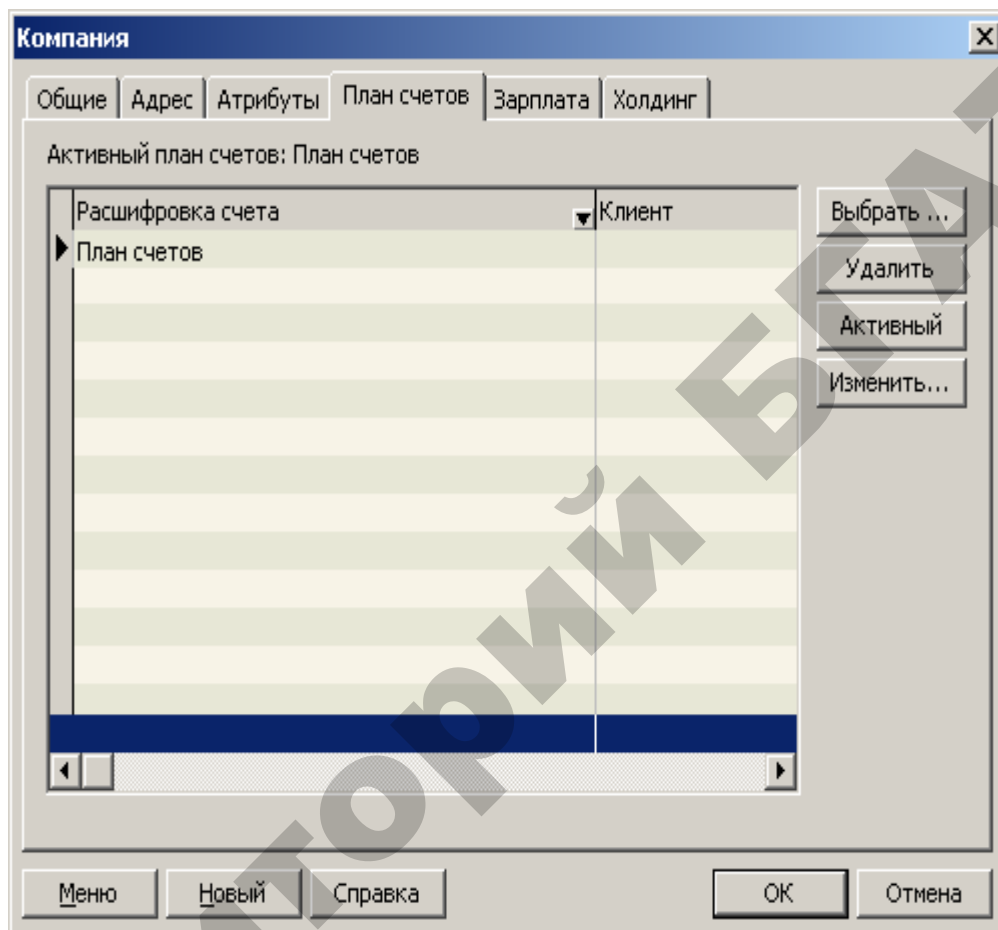 Компания
Общие Адрес Атрибуты План счетов Зарплата Холдинг
Активный план счетов: План счетов
Расшифровка счета Клиент Выбрать ...
План счетов
Удалить
Активный
Изменить...
Меню Новый Справка ОК Отмена